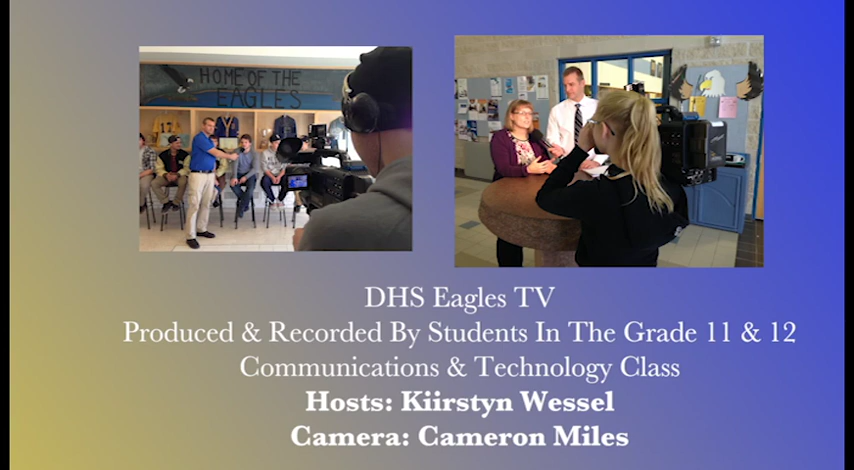 HOME OF THE
EAGLES
DHS Eagles TV
Produced & Recorded By Students In The Grade 11 & 12
Communications & Technology Class
Hosts: Kiirstyn Wessel
Camera: Cameron Miles